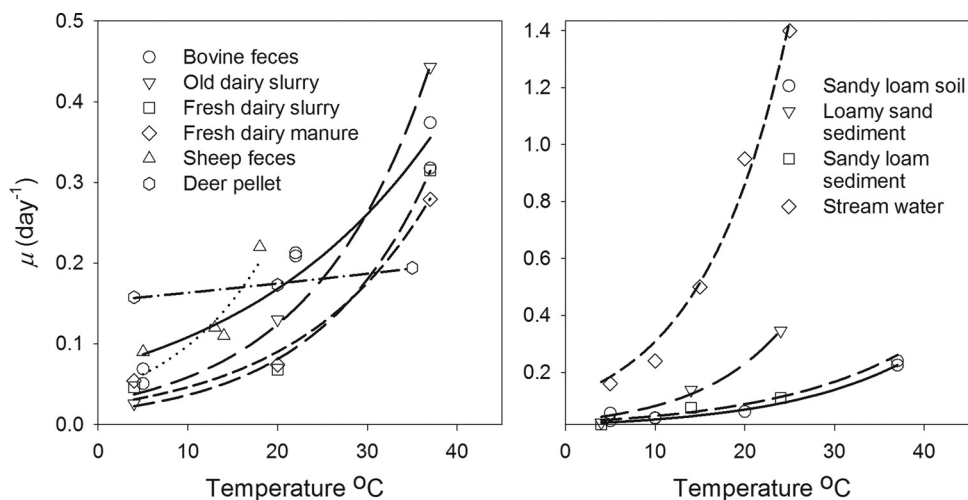 0.5
0.4
0.3
0.2
0.1
0.0
μ (day⁻¹)
Bovine feces
Old dairy slurry
Fresh dairy slurry
Fresh dairy manure
Sheep feces
Deer pellet
0
10
20
30
40
Temperature ºC
1.4
1.2
1.0
0.8
0.6
0.4
0.2
Sandy loam soil
Loamy sand
sediment
Sandy loam
sediment
Stream water
0
10
20
30
40
Temperature ºC